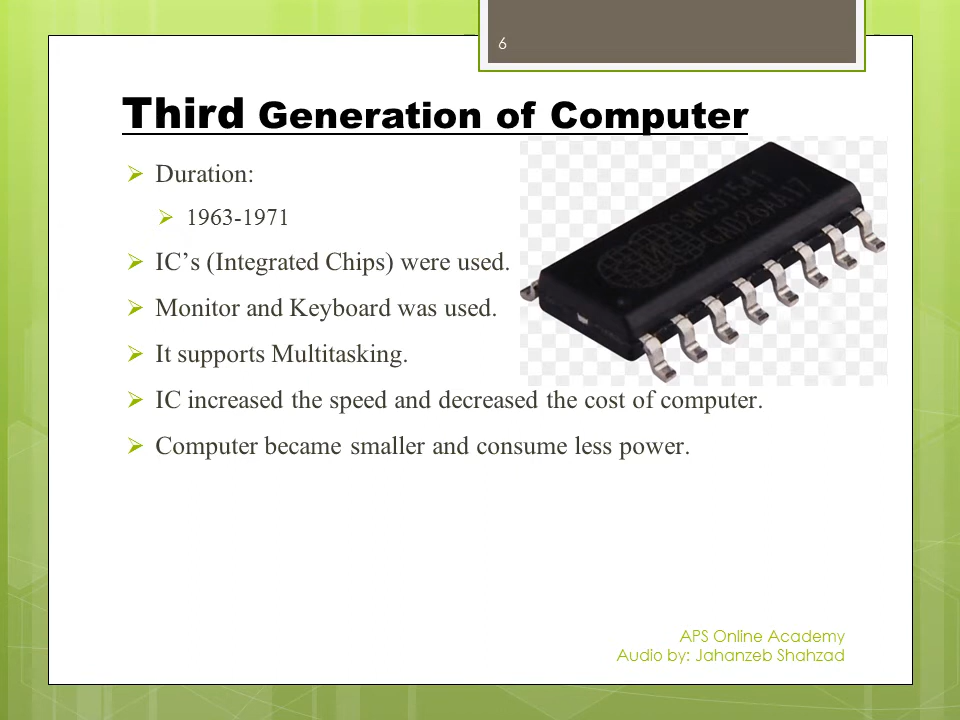 6
Third Generation of Computer
Duration:
1963-1971
IC’s (Integrated Chips) were used.
Monitor and Keyboard was used.
It supports Multitasking.
IC increased the speed and decreased the cost of computer.
Computer became smaller and consume less power.
APS Online Academy
Audio by: Jahanzeb Shahzad